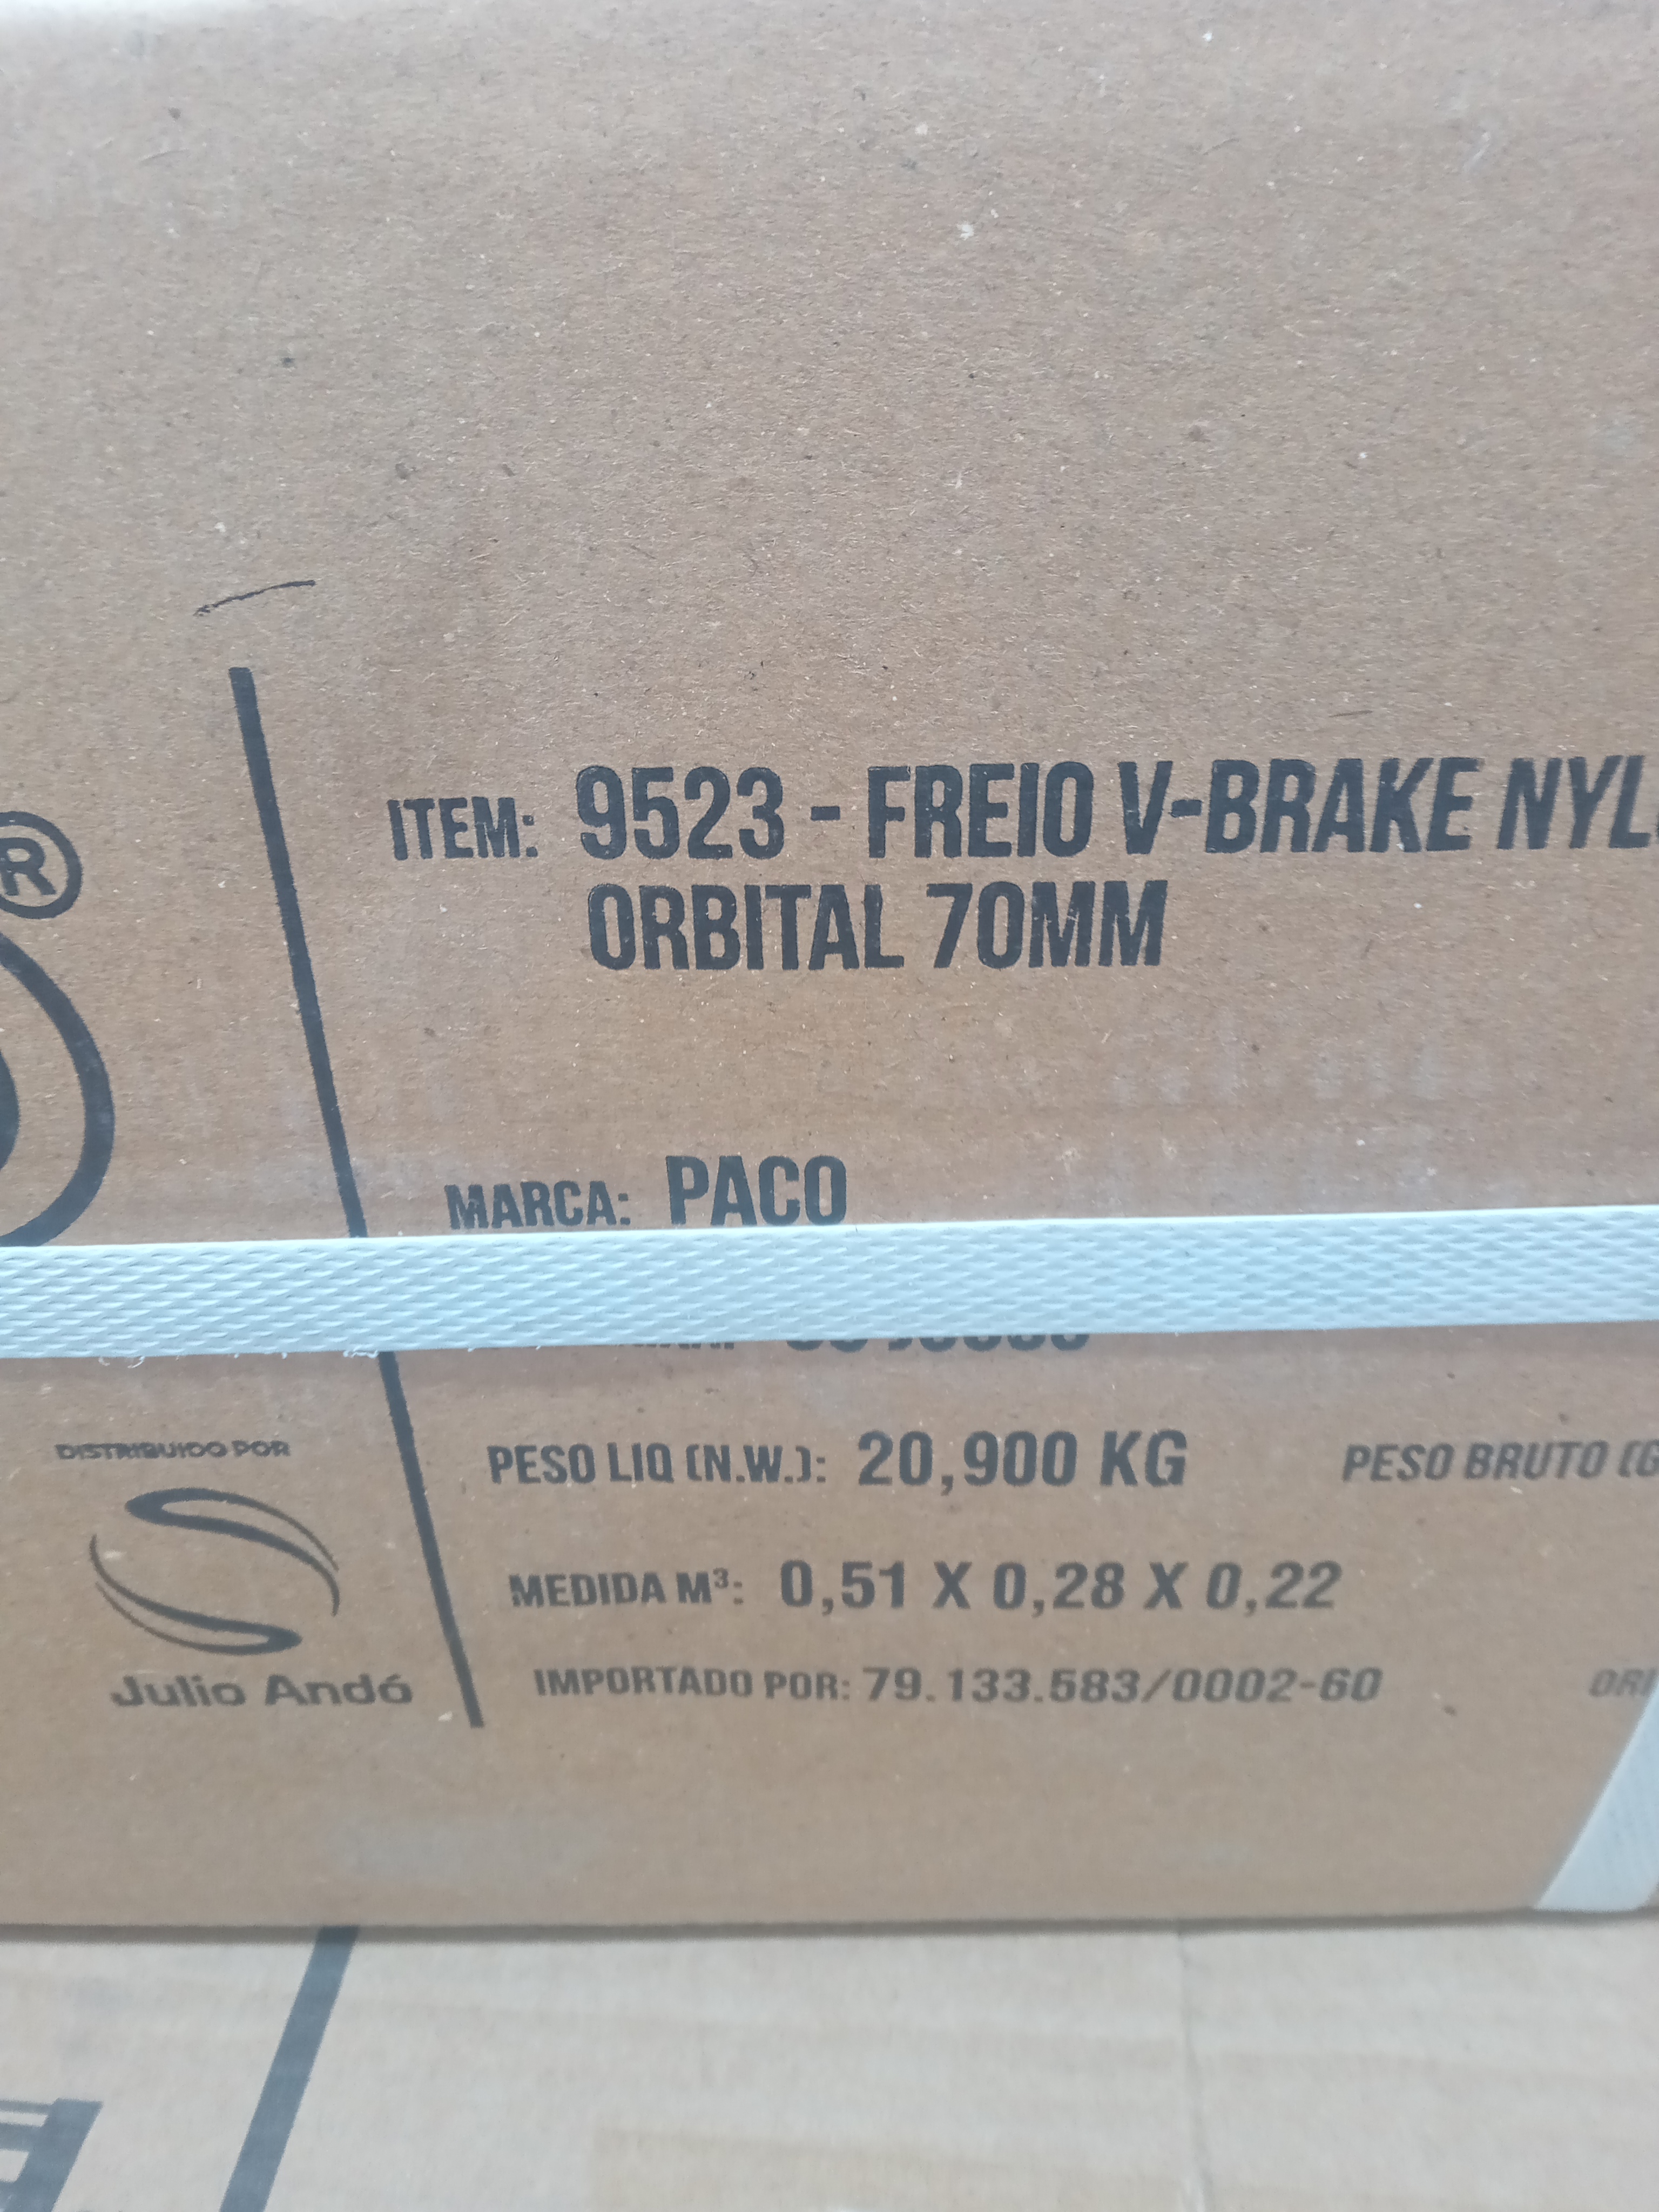 ®
ITEM: 9523 - FREIO V-BRAKE
ORBITAL 70MM
MARCA: PACO
DISTRIBUIDO POR
Julio Andó
PESO LIQ (N.W.): 20,900 KG PESO BRUTO
MEDIDA M³: 0,51 X 0,28 X 0,22
IMPORTADO POR: 79.133.583/0002-60